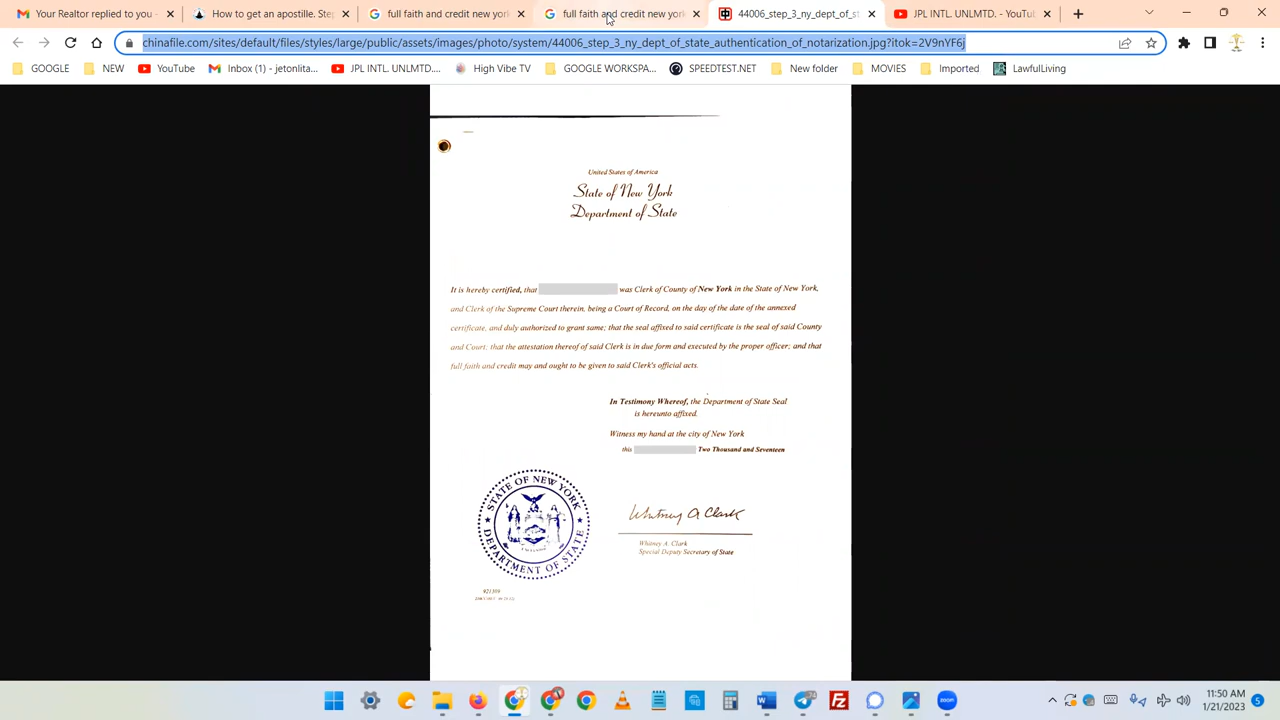 Your Realtor replied to you:
How to get an apostille. Step
full faith and credit new york
full faith and credit new york
44006_step_3_ny_dept_of_st
JPL INTL. UNLMTD. - YouTu
chinafile.com/sites/default/files/styles/large/public/assets/images/photo/system/44006_step_3_ny_dept_of_state_authentication_of_notarization.jpg?itok=2V9nYF6j
GOOGLE
NEW
YouTube
Inbox (1) - jetonlita...
JPL INTL. UNLMTD....
High Vibe TV
GOOGLE WORKSPA...
SPEEDTEST.NET
New folder
MOVIES
Imported
LawfulLiving
United States of America
State of New York
Department of State
It is hereby certified, that was Clerk of County of New York in the State of New York,
and Clerk of the Supreme Court therein, being a Court of Record, on the day of the date of the annexed
certificate, and duly authorized to grant same; that the seal affixed to said certificate is the seal of said County
and Court; that the attestation thereof of said Clerk is in due form and executed by the proper officer; and that
full faith and credit may and ought to be given to said Clerk's official acts.
In Testimony Whereof, the Department of State Seal
is hereunto affixed.
Witness my hand at the city of New York
this Two Thousand and Seventeen
STATE OF NEW YORK
DEPARTMENT OF STATE
Whitney A Clark
Whitney A. Clark
Special Deputy Secretary of State
zoom
11:50 AM
1/21/2023
5